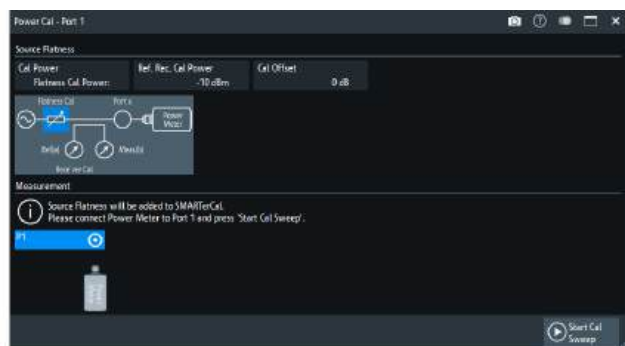 Power Cal - Port 1
Source Flatness
Cal Power
Flatness Cal Power:
Ref. Rec. Cal Power
-10 dBm
Cal Offset
0 dB
Flatness Cal
Port x
Power
Meter
Ref(a)
Meas(b)
Receiver Cal
Measurement
Source Flatness will be added to SMARTerCal.
Please connect Power Meter to Port 1 and press 'Start Cal Sweep'.
P1
Start Cal
Sweep